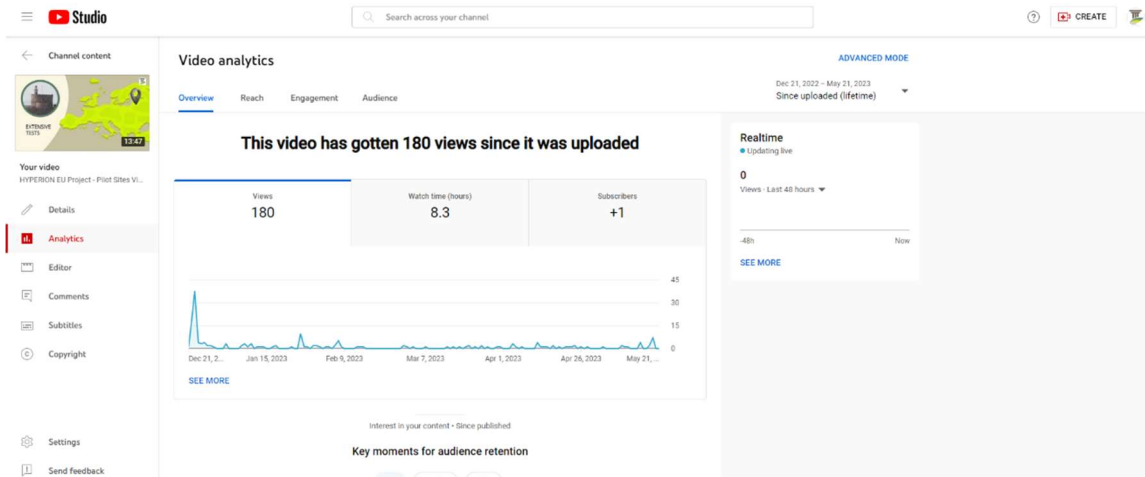 Studio
Search across your channel
CREATE
Channel content
EXTENSIVE
TESTS
13:47
Your video
HYPERION EU Project - Pilot Sites Vi...
Details
Analytics
Editor
Comments
Subtitles
Copyright
Settings
Send feedback
Video analytics
ADVANCED MODE
Overview
Reach
Engagement
Audience
Dec 21, 2022 – May 21, 2023
Since uploaded (lifetime)
This video has gotten 180 views since it was uploaded
Views
180
Watch time (hours)
8.3
Subscribers
+1
45
30
15
0
Dec 21, 2... Jan 15, 2023 Feb 9, 2023 Mar 7, 2023 Apr 1, 2023 Apr 26, 2023 May 21, ...
SEE MORE
Realtime
Updating live
0
Views · Last 48 hours
-48h Now
SEE MORE
Interest in your content • Since published
Key moments for audience retention